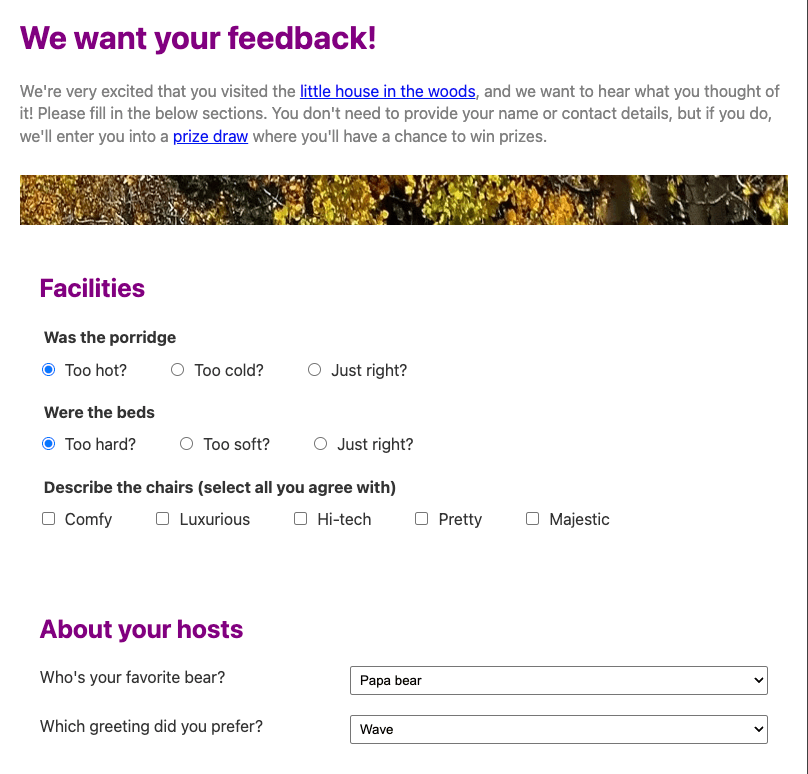 We want your feedback!
We're very excited that you visited the little house in the woods, and we want to hear what you thought of
it! Please fill in the below sections. You don't need to provide your name or contact details, but if you do,
we'll enter you into a prize draw where you'll have a chance to win prizes.
Facilities
Was the porridge
Too hot? Too cold? Just right?
Were the beds
Too hard? Too soft? Just right?
Describe the chairs (select all you agree with)
Comfy Luxurious Hi-tech Pretty Majestic
About your hosts
Who's your favorite bear? Papa bear
Which greeting did you prefer? Wave